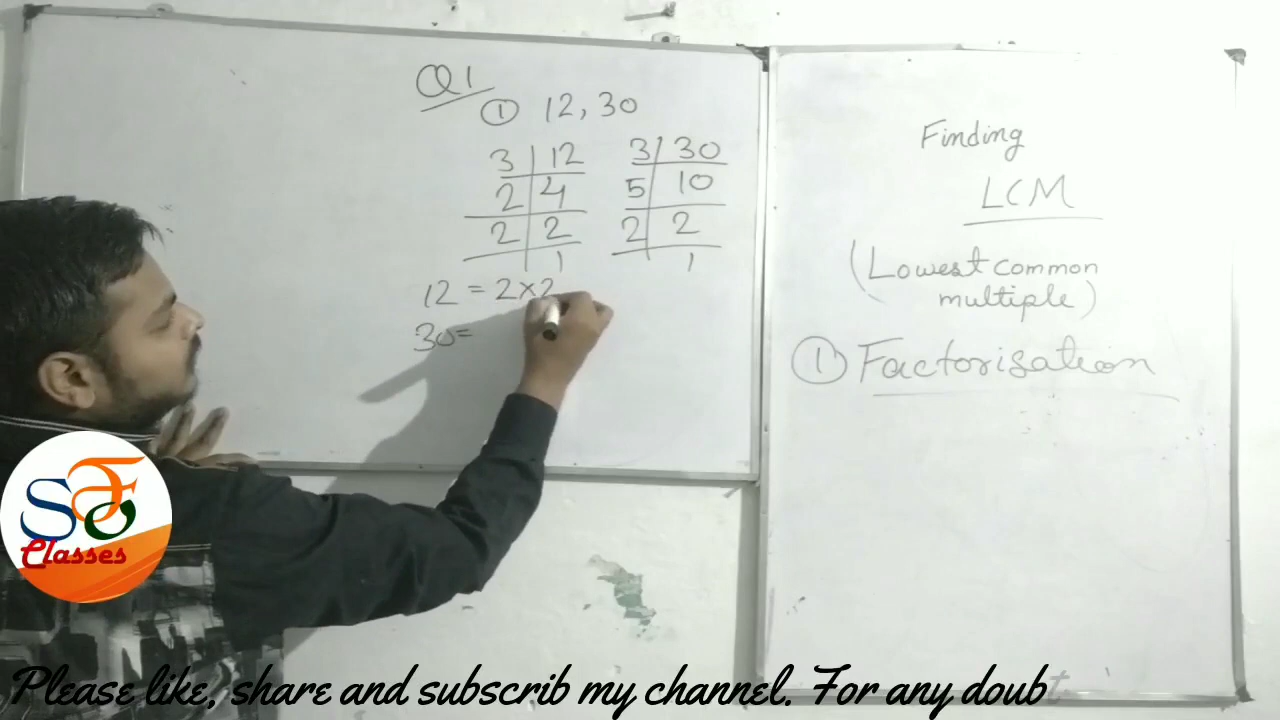 Q1
① 12, 30
3 12
2 4
2 2
1
3 30
5 10
2 2
1
12 = 2×2
30=
Finding
LCM
(Lowest common
multiple)
① Factorisation
SFJ
Classes
Please like, share and subscrib my channel. For any doubt